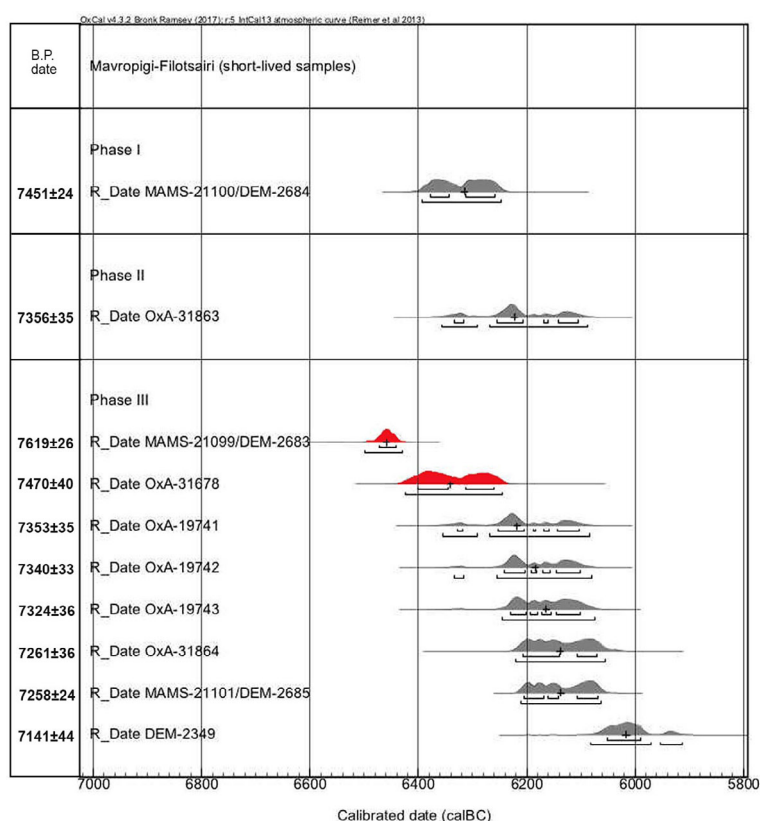 OxCal v4.3.2 Bronk Ramsey (2017); r:5 IntCal13 atmospheric curve (Reimer et al 2013)
B.P.
date
Mavropigi-Filotsairi (short-lived samples)
Phase I
7451±24 R_Date MAMS-21100/DEM-2684
Phase II
7356±35 R_Date OxA-31863
Phase III
7619±26 R_Date MAMS-21099/DEM-2683
7470±40 R_Date OxA-31678
7353±35 R_Date OxA-19741
7340±33 R_Date OxA-19742
7324±36 R_Date OxA-19743
7261±36 R_Date OxA-31864
7258±24 R_Date MAMS-21101/DEM-2685
7141±44 R_Date DEM-2349
7000 6800 6600 6400 6200 6000 5800
Calibrated date (calBC)